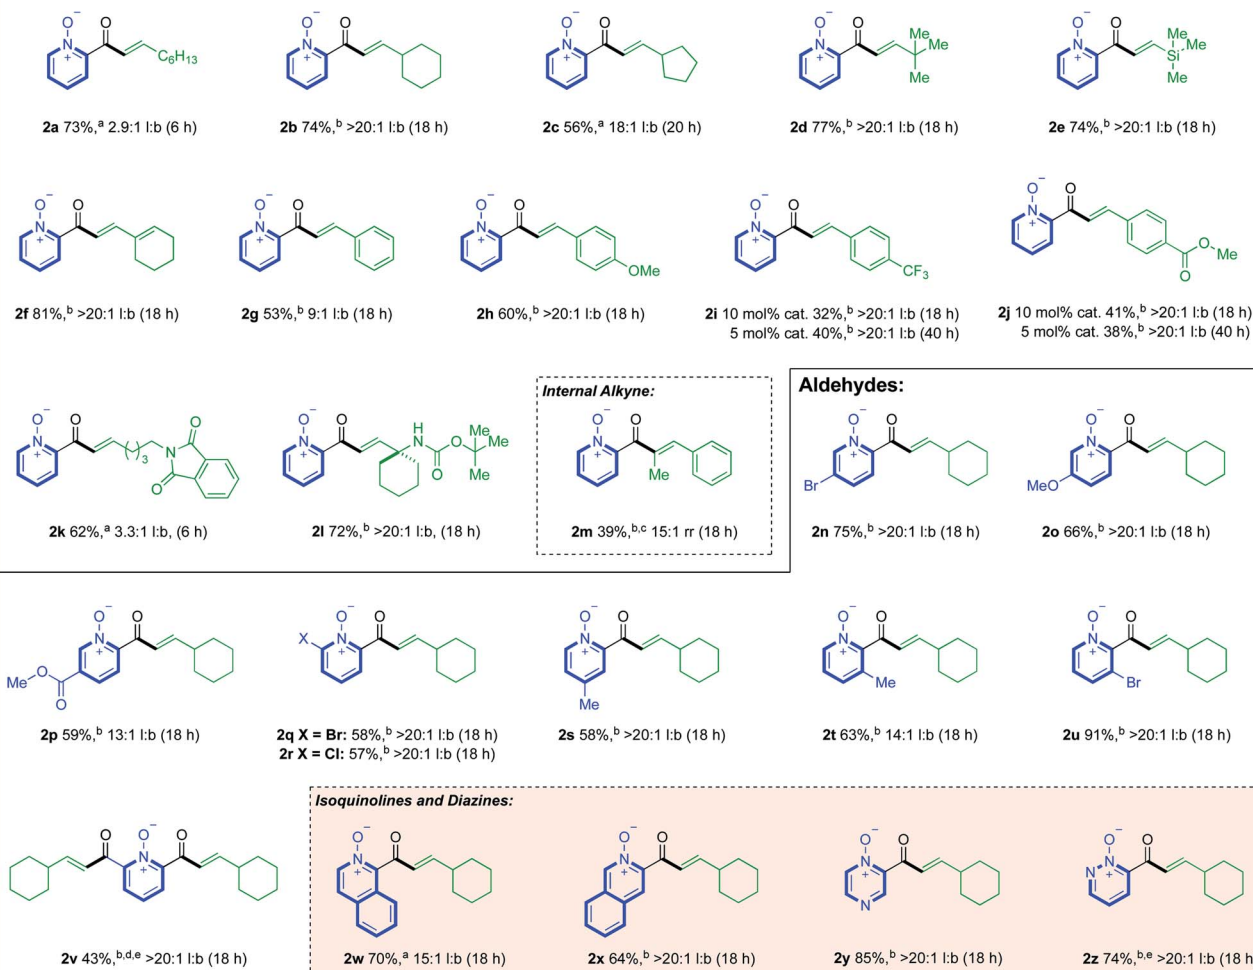 2a 73%,ᵃ 2.9:1 l:b (6 h)
2b 74%,ᵇ >20:1 l:b (18 h)
2c 56%,ᵃ 18:1 l:b (20 h)
2d 77%,ᵇ >20:1 l:b (18 h)
2e 74%,ᵇ >20:1 l:b (18 h)
O⁻ N⁺ O C₆H₁₃
O⁻ N⁺ O
O⁻ N⁺ O
O⁻ N⁺ O Me Me Me
O⁻ N⁺ O Me Si Me Me
O⁻ N⁺ O
O⁻ N⁺ O
O⁻ N⁺ O OMe
O⁻ N⁺ O CF₃
O⁻ N⁺ O O Me O
2f 81%,ᵇ >20:1 l:b (18 h)
2g 53%,ᵇ 9:1 l:b (18 h)
2h 60%,ᵇ >20:1 l:b (18 h)
2i 10 mol% cat. 32%,ᵇ >20:1 l:b (18 h)
5 mol% cat. 40%,ᵇ >20:1 l:b (40 h)
2j 10 mol% cat. 41%,ᵇ >20:1 l:b (18 h)
5 mol% cat. 38%,ᵇ >20:1 l:b (40 h)
Internal Alkyne:
Aldehydes:
O⁻ N⁺ O ( )₃ N O O
O⁻ N⁺ O H N O O Me Me Me
O⁻ N⁺ O Me
O⁻ N⁺ O Br
O⁻ N⁺ O MeO
2k 62%,ᵃ 3.3:1 l:b, (6 h)
2l 72%,ᵇ >20:1 l:b, (18 h)
2m 39%,ᵇ,ᶜ 15:1 rr (18 h)
2n 75%,ᵇ >20:1 l:b (18 h)
2o 66%,ᵇ >20:1 l:b (18 h)
O⁻ N⁺ O Me O O
X O⁻ N⁺ O
O⁻ N⁺ O Me
O⁻ N⁺ O Me
O⁻ N⁺ O Br
2p 59%,ᵇ 13:1 l:b (18 h)
2q X = Br: 58%,ᵇ >20:1 l:b (18 h)
2r X = Cl: 57%,ᵇ >20:1 l:b (18 h)
2s 58%,ᵇ >20:1 l:b (18 h)
2t 63%,ᵇ 14:1 l:b (18 h)
2u 91%,ᵇ >20:1 l:b (18 h)
Isoquinolines and Diazines:
O O⁻ N⁺ O
O⁻ N⁺ O
O⁻ N⁺ O
O⁻ N⁺ O N
O⁻ N N⁺ O
2v 43%,ᵇ,ᵈ,ᵉ >20:1 l:b (18 h)
2w 70%,ᵃ 15:1 l:b (18 h)
2x 64%,ᵇ >20:1 l:b (18 h)
2y 85%,ᵇ >20:1 l:b (18 h)
2z 74%,ᵇ,ᵉ >20:1 l:b (18 h